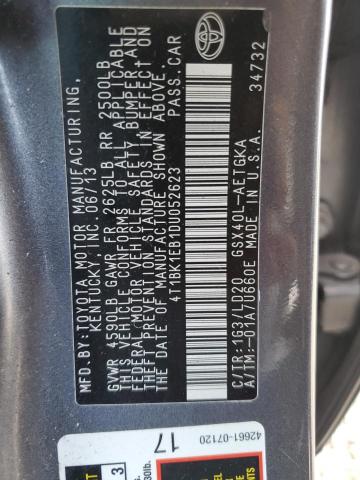 MFD. BY: TOYOTA MOTOR MANUFACTURING,
KENTUCKY, INC. 06/13
GVWR 4590LB GAWR FR 2625LB RR 2500LB
THIS VEHICLE CONFORMS TO ALL APPLICABLE
FEDERAL MOTOR VEHICLE SAFETY, BUMPER AND
THEFT PREVENTION STANDARDS IN EFFECT ON
THE DATE OF MANUFACTURE SHOWN ABOVE.
4T1BK1EB1DU052623 PASS. CAR
C/TR:1G3/LD20 GSX40L-AETGKA
A/TM:-01A/U660E MADE IN U.S.A.
34732
TOYOTA
42661-07120
17
3
30lb.